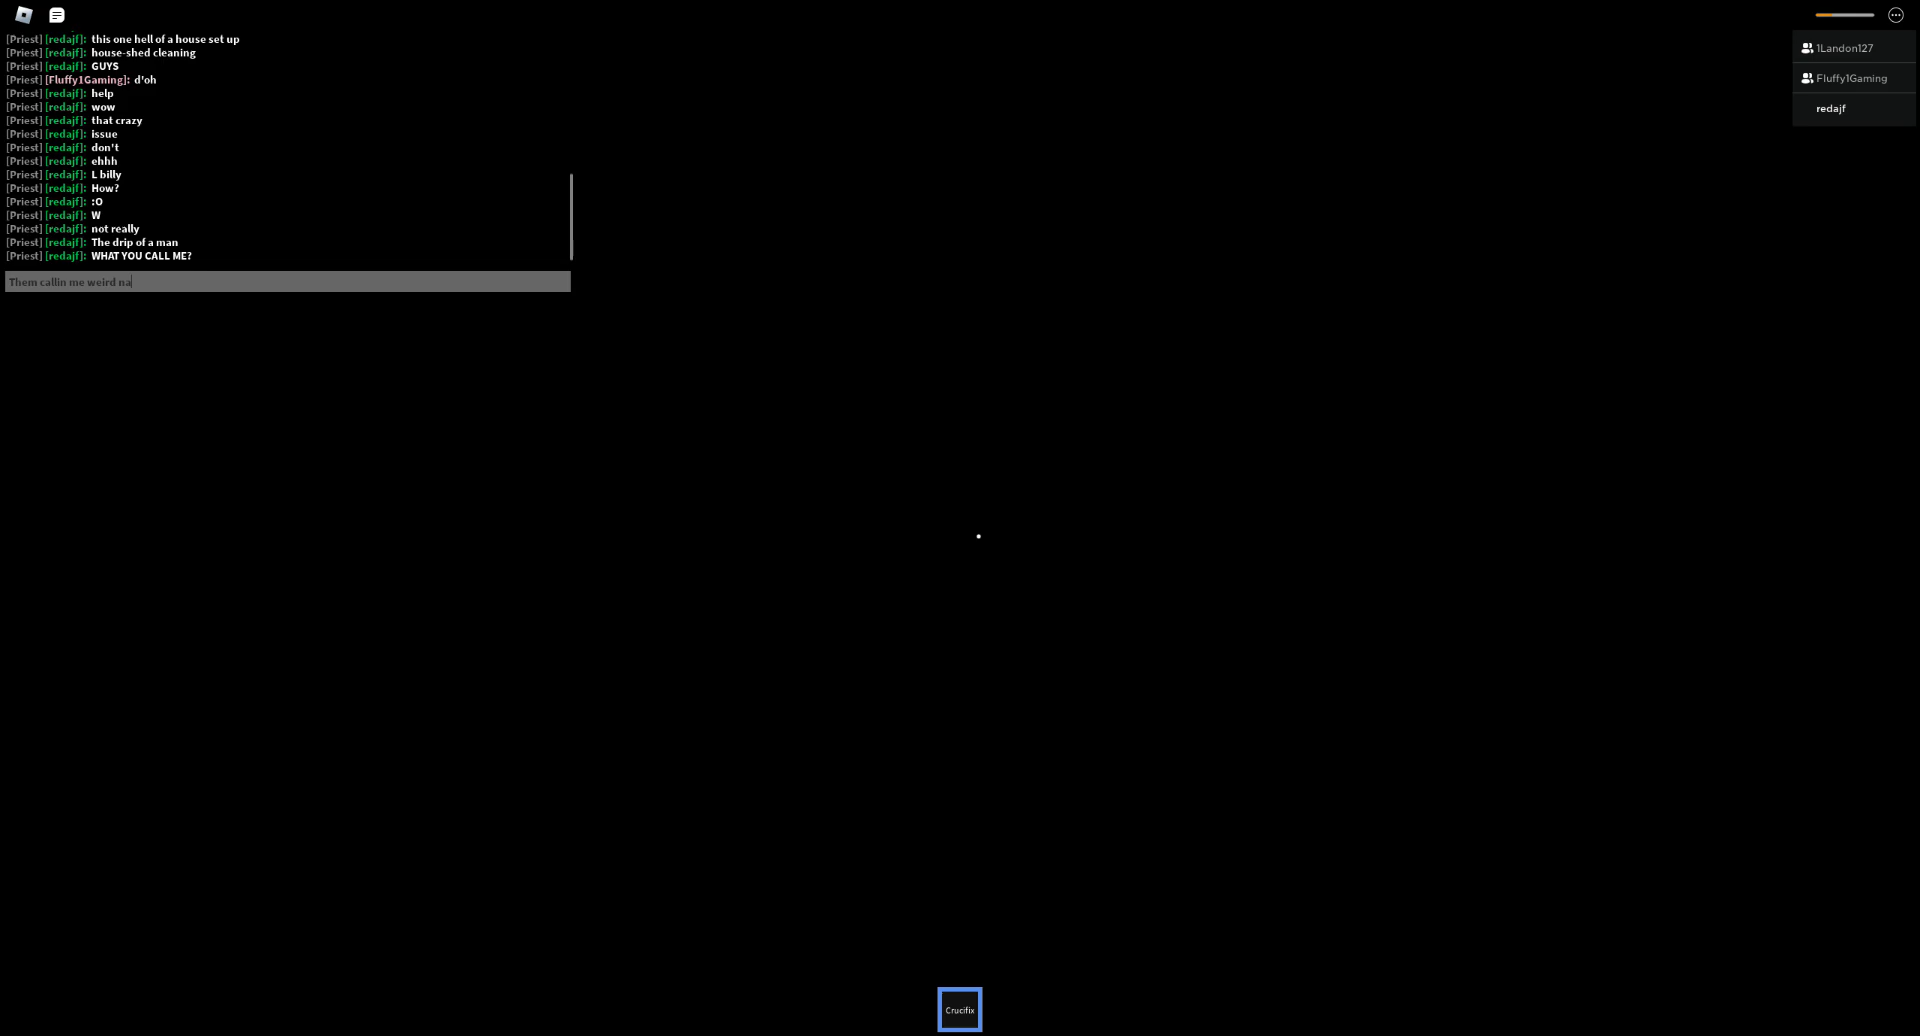 [Priest] [redajf]: this one hell of a house set up
[Priest] [redajf]: house-shed cleaning
[Priest] [redajf]: GUYS
[Priest] [Fluffy1Gaming]: d'oh
[Priest] [redajf]: help
[Priest] [redajf]: wow
[Priest] [redajf]: that crazy
[Priest] [redajf]: issue
[Priest] [redajf]: don't
[Priest] [redajf]: ehhh
[Priest] [redajf]: L billy
[Priest] [redajf]: How?
[Priest] [redajf]: :O
[Priest] [redajf]: W
[Priest] [redajf]: not really
[Priest] [redajf]: The drip of a man
[Priest] [redajf]: WHAT YOU CALL ME?
Them callin me weird na
1Landon127
Fluffy1Gaming
redajf
Crucifix